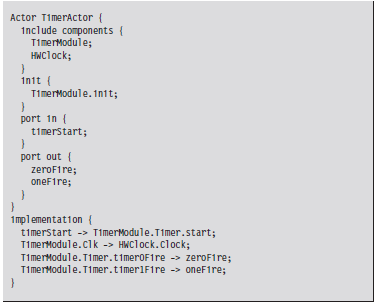 Actor TimerActor {
include components {
TimerModule;
HWClock;
}
init {
TimerModule.init;
}
port in {
timerStart;
}
port out {
zeroFire;
oneFire;
}
}
implementation {
timerStart -> TimerModule.Timer.start;
TimerModule.Clk -> HWClock.Clock;
TimerModule.Timer.timer0Fire -> zeroFire;
TimerModule.Timer.timer1Fire -> oneFire;
}